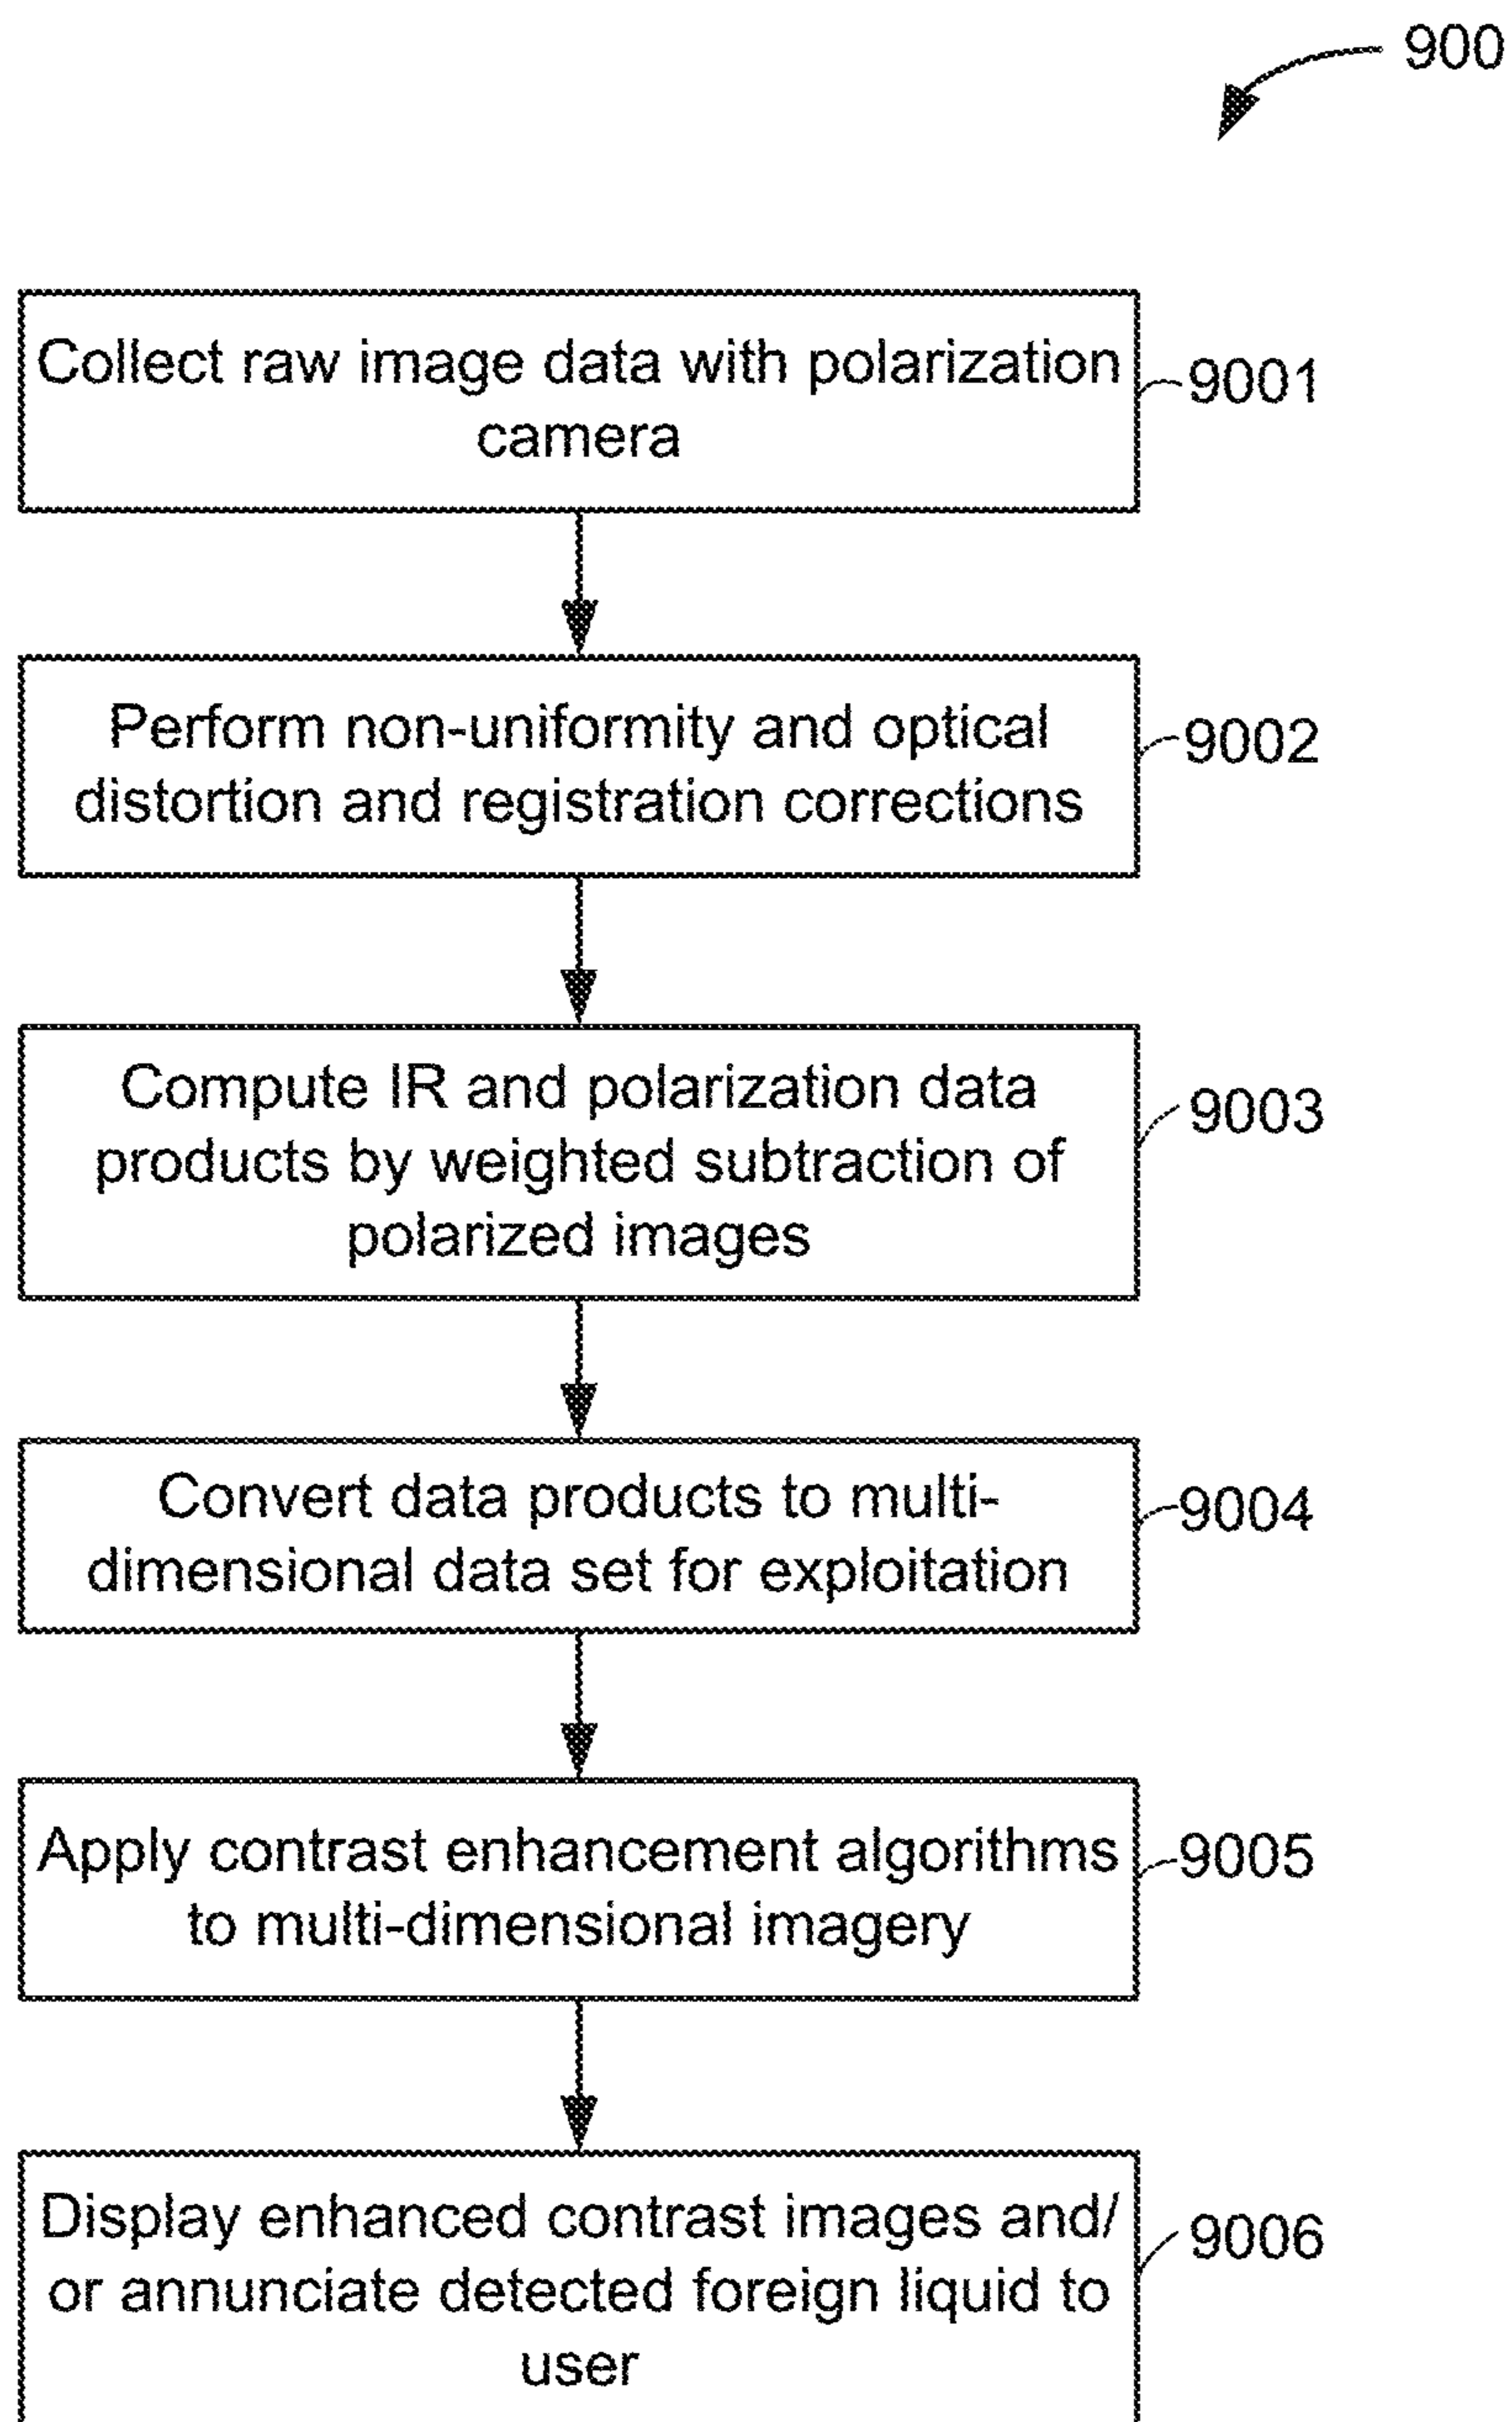 900
Collect raw image data with polarization
camera
9001
Perform non-uniformity and optical
distortion and registration corrections
9002
Compute IR and polarization data
products by weighted subtraction of
polarized images
9003
Convert data products to multi-
dimensional data set for exploitation
9004
Apply contrast enhancement algorithms
to multi-dimensional imagery
9005
Display enhanced contrast images and/
or annunciate detected foreign liquid to
user
9006